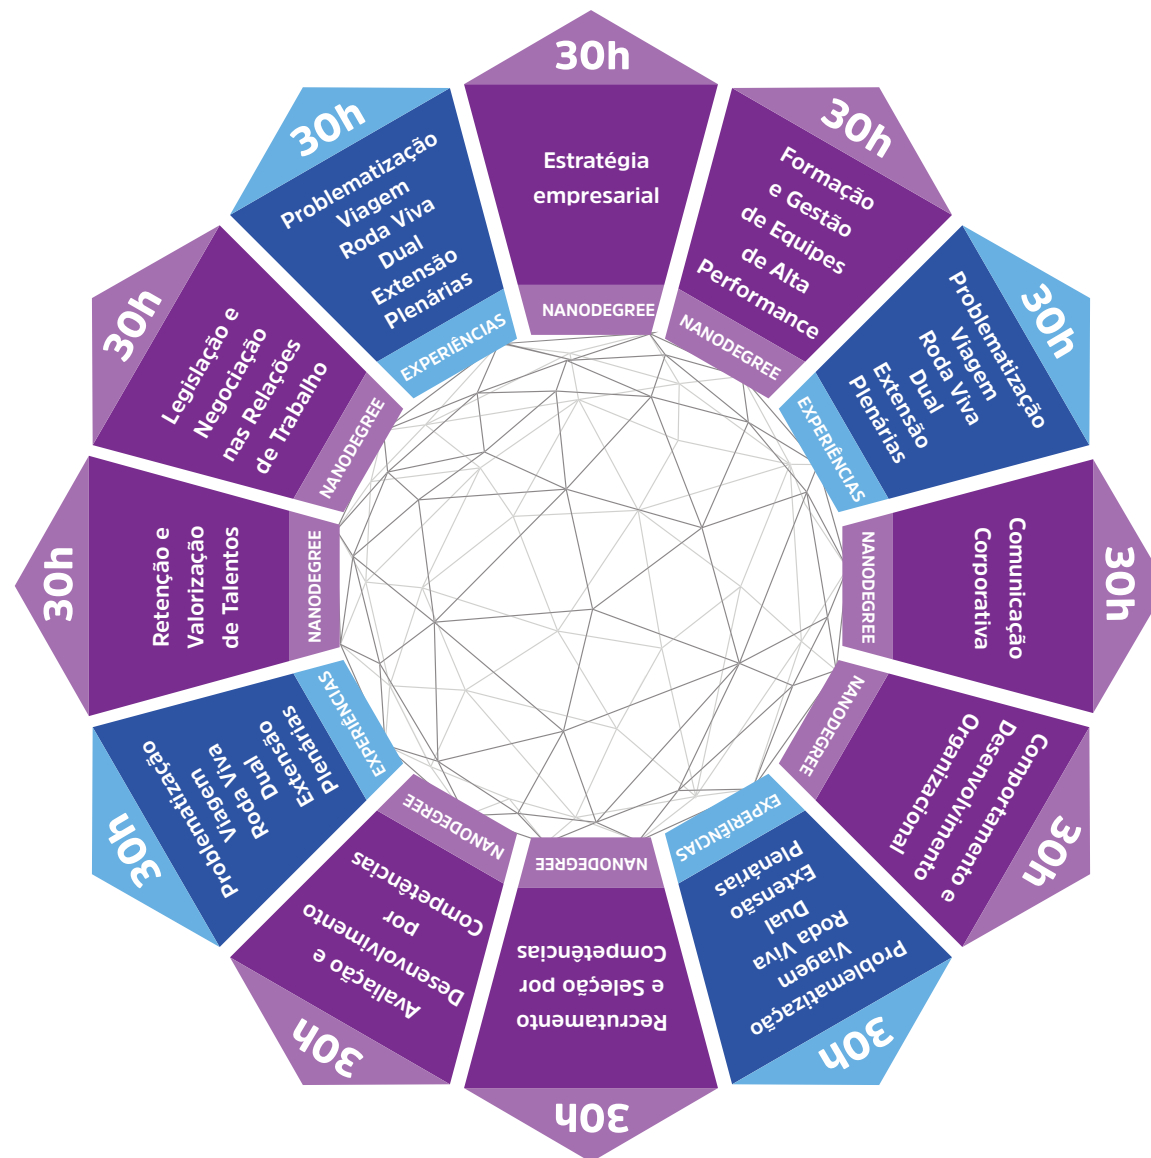 30h
Estratégia
empresarial
NANODEGREE
30h
Formação
e Gestão
de Equipes
de Alta
Performance
NANODEGREE
30h
Problematização
Viagem
Roda Viva
Dual
Extensão
Plenárias
EXPERIÊNCIAS
30h
Comunicação
Corporativa
NANODEGREE
30h
Comportamento e
Desenvolvimento
Organizacional
NANODEGREE
30h
Problematização
Viagem
Roda Viva
Dual
Extensão
Plenárias
EXPERIÊNCIAS
30h
Recrutamento
e Seleção por
Competências
NANODEGREE
30h
Avaliação e
Desenvolvimento
por
Competências
NANODEGREE
30h
Problematização
Viagem
Roda Viva
Dual
Extensão
Plenárias
EXPERIÊNCIAS
30h
Retenção e
Valorização
de Talentos
NANODEGREE
30h
Legislação e
Negociação
nas Relações
de Trabalho
NANODEGREE
30h
Problematização
Viagem
Roda Viva
Dual
Extensão
Plenárias
EXPERIÊNCIAS